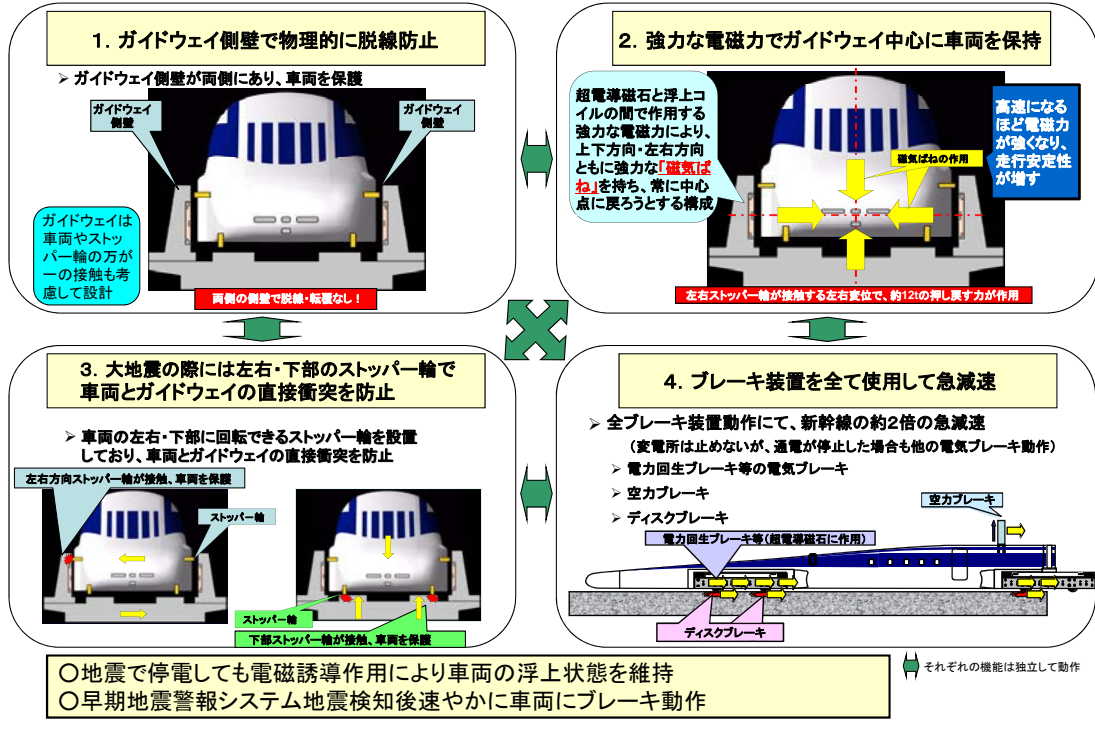 1．ガイドウェイ側壁で物理的に脱線防止
➢ ガイドウェイ側壁が両側にあり、車両を保護
ガイドウェイ
側壁
ガイドウェイ
側壁
ガイドウェイは
車両やストッ
パー輪の万が
一の接触も考
慮して設計
両側の側壁で脱線・転覆なし！
2．強力な電磁力でガイドウェイ中心に車両を保持
超電導磁石と浮上コ
イルの間で作用する
強力な電磁力により、
上下方向・左右方向
ともに強力な「磁気ば
ね」を持ち、常に中心
点に戻ろうとする構成
磁気ばねの作用
高速になる
ほど電磁力
が強くなり、
走行安定性
が増す
左右ストッパー輪が接触する左右変位で、約12tの押し戻す力が作用
3．大地震の際には左右・下部のストッパー輪で
車両とガイドウェイの直接衝突を防止
➢ 車両の左右・下部に回転できるストッパー輪を設置
しており、車両とガイドウェイの直接衝突を防止
左右方向ストッパー輪が接触、車両を保護
ストッパー輪
ストッパー輪
下部ストッパー輪が接触、車両を保護
4．ブレーキ装置を全て使用して急減速
➢ 全ブレーキ装置動作にて、新幹線の約2倍の急減速
（変電所は止めないが、通電が停止した場合も他の電気ブレーキ動作）
➢ 電力回生ブレーキ等の電気ブレーキ
➢ 空力ブレーキ
➢ ディスクブレーキ
空力ブレーキ
電力回生ブレーキ等（超電導磁石に作用）
ディスクブレーキ
〇地震で停電しても電磁誘導作用により車両の浮上状態を維持
〇早期地震警報システム地震検知後速やかに車両にブレーキ動作
それぞれの機能は独立して動作